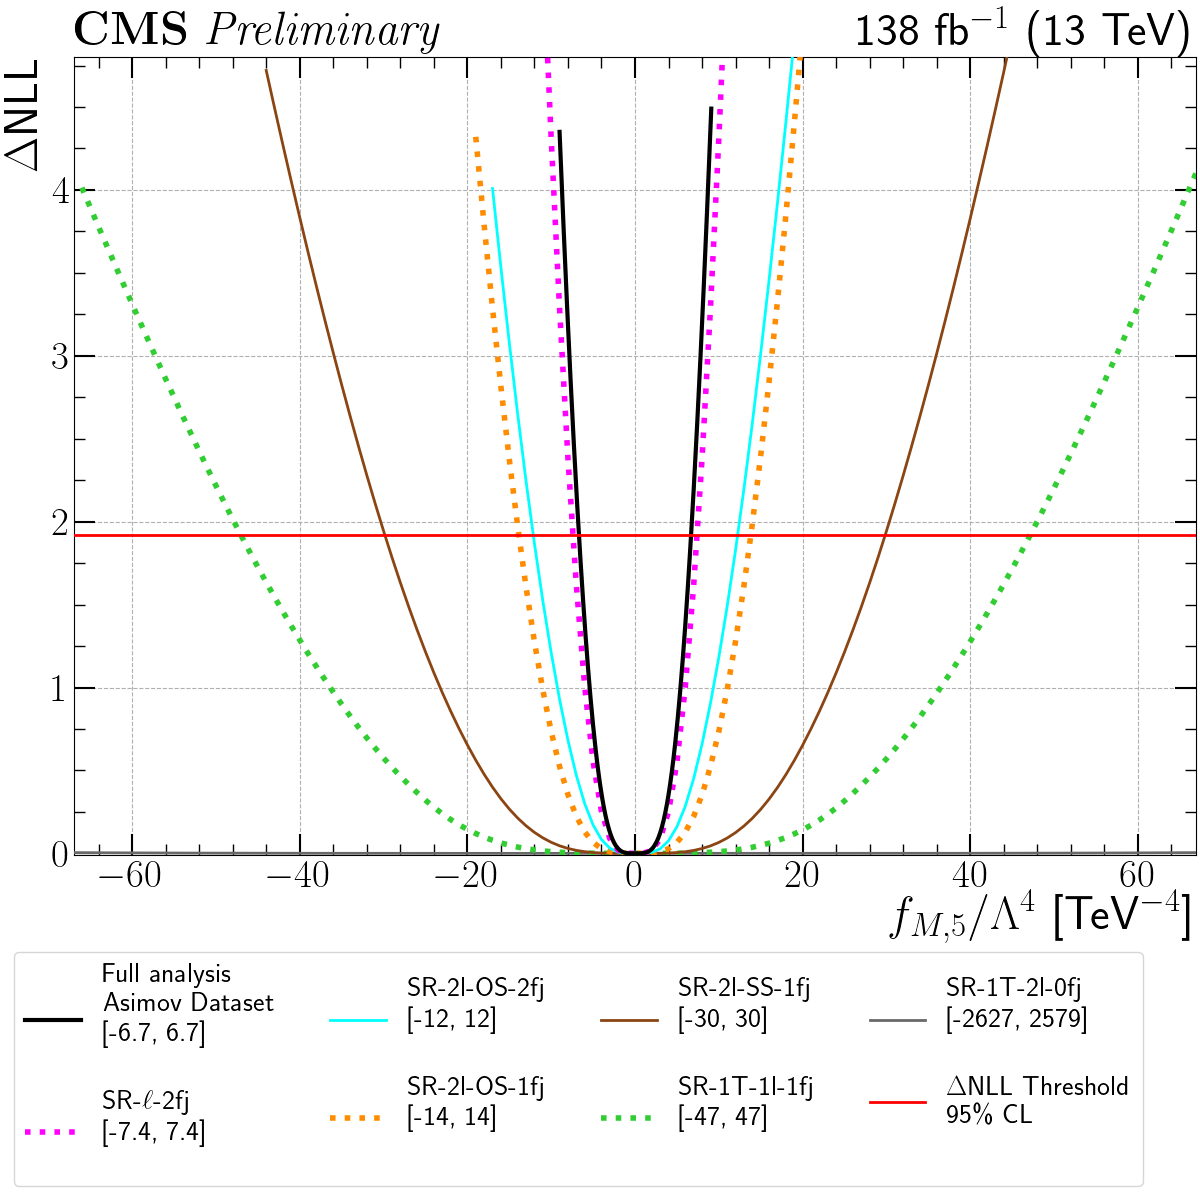 CMS Preliminary
138 fb⁻¹ (13 TeV)
ΔNLL
4
3
2
1
0
−60 −40 −20 0 20 40 60
f_{M,5}/Λ⁴ [TeV⁻⁴]
Full analysis
Asimov Dataset
[-6.7, 6.7]
SR-ℓ-2fj
[-7.4, 7.4]
SR-2l-OS-2fj
[-12, 12]
SR-2l-OS-1fj
[-14, 14]
SR-2l-SS-1fj
[-30, 30]
SR-1T-1l-1fj
[-47, 47]
SR-1T-2l-0fj
[-2627, 2579]
ΔNLL Threshold
95% CL